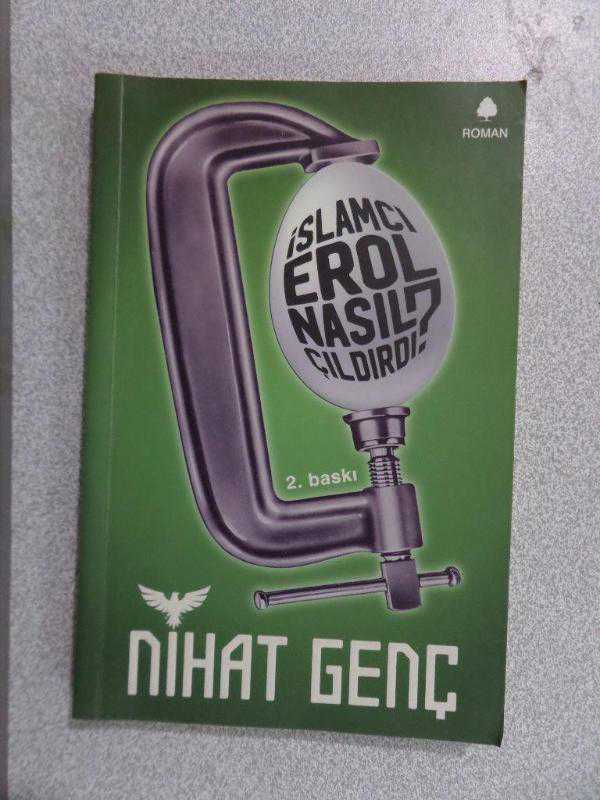 ROMAN
İSLAMCI
EROL
NASIL
ÇILDIRDI?
2. baskı
NİHAT GENÇ